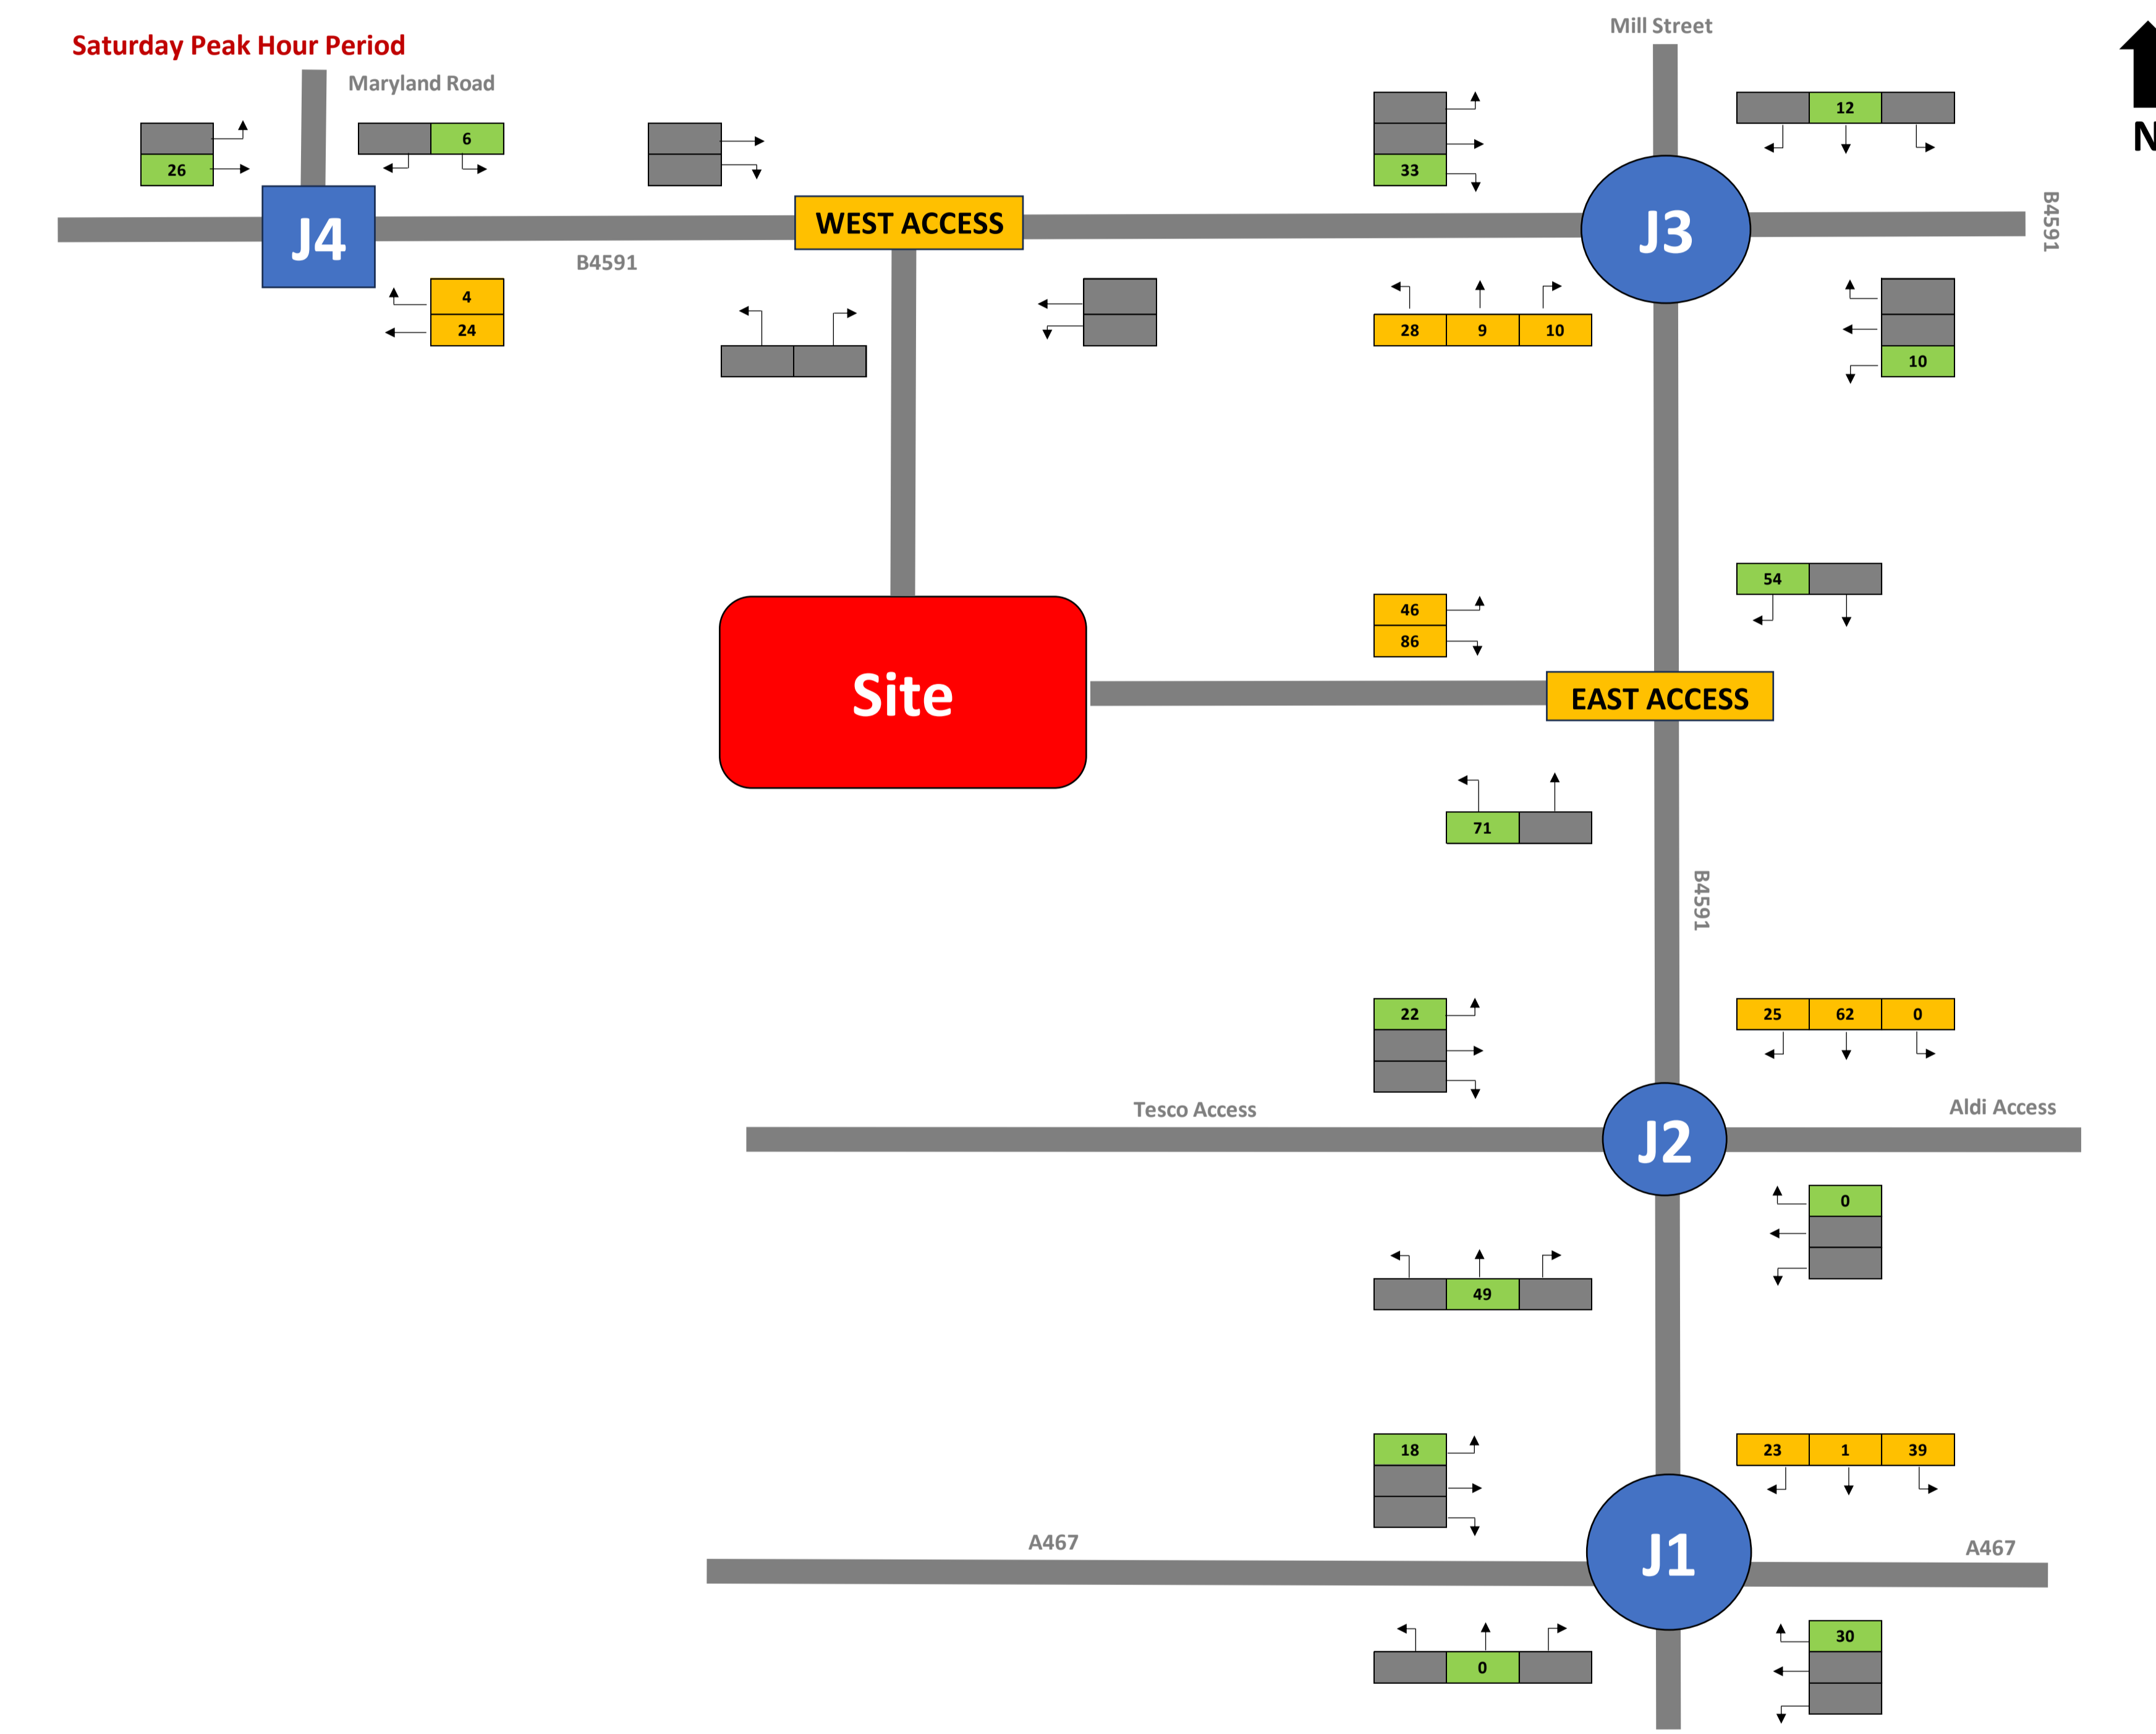 Mill Street
Saturday Peak Hour Period
Maryland Road
N
12
6
26
33
B4591
J4
WEST ACCESS
J3
B4591
4
24
28 9 10
10
54
46
86
Site
EAST ACCESS
71
B4591
22
25 62 0
Tesco Access
Aldi Access
J2
0
49
18
23 1 39
A467
A467
J1
30
0